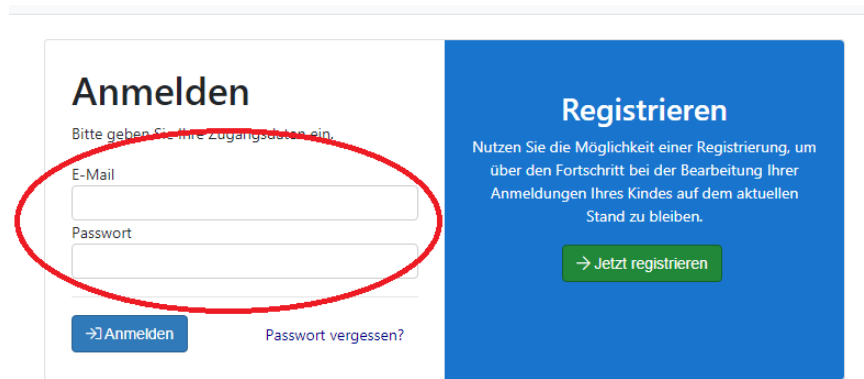 Anmelden
Bitte geben Sie Ihre Zugangsdaten ein.
E-Mail
Passwort
Anmelden
Passwort vergessen?
Registrieren
Nutzen Sie die Möglichkeit einer Registrierung, um
über den Fortschritt bei der Bearbeitung Ihrer
Anmeldungen Ihres Kindes auf dem aktuellen
Stand zu bleiben.
Jetzt registrieren